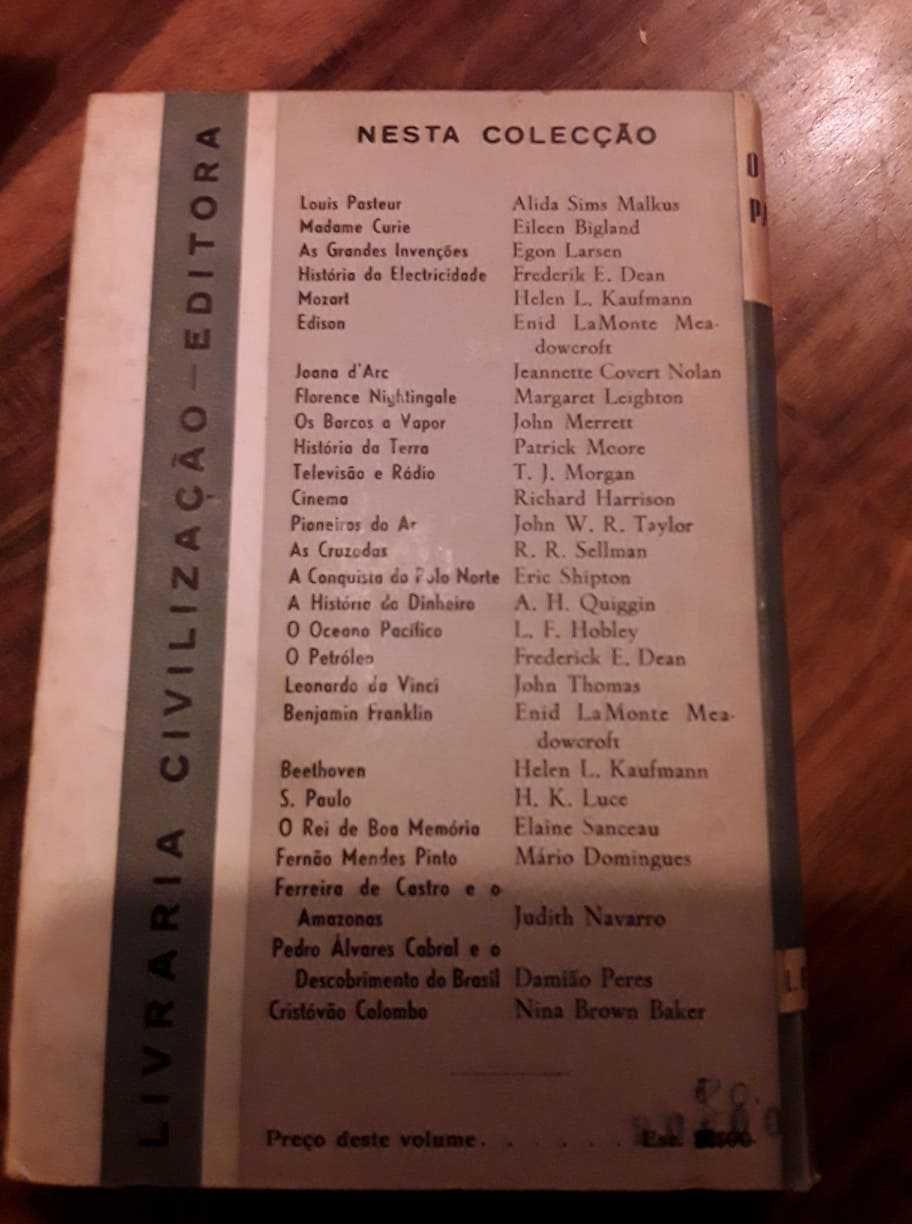 NESTA COLECÇÃO
Louis Pasteur Alida Sims Malkus
Madame Curie Eileen Bigland
As Grandes Invenções Egon Larsen
História da Electricidade Frederik E. Dean
Mozart Helen L. Kaufmann
Edison Enid LaMonte Mea-
dowcroft
Joana d'Arc Jeannette Covert Nolan
Florence Nightingale Margaret Leighton
Os Barcos a Vapor John Merrett
História da Terra Patrick Moore
Televisão e Rádio T. J. Morgan
Cinema Richard Harrison
Pioneiros do Ar John W. R. Taylor
As Cruzadas R. R. Sellman
A Conquista do Polo Norte Eric Shipton
A História do Dinheiro A. H. Quiggin
O Oceano Pacífico L. F. Hobley
O Petróleo Frederick E. Dean
Leonardo da Vinci John Thomas
Benjamin Franklin Enid LaMonte Mea-
dowcroft
Beethoven Helen L. Kaufmann
S. Paulo H. K. Luce
O Rei de Boa Memória Elaine Sanceau
Fernão Mendes Pinto Mário Domingues
Ferreira de Castro e o
Amazonas Judith Navarro
Pedro Álvares Cabral e o
Descobrimento do Brasil Damião Peres
Cristóvão Colombo Nina Brown Baker
Preço deste volume. . . . . . Esc.
LIVRARIA CIVILIZAÇÃO—EDITORA
O